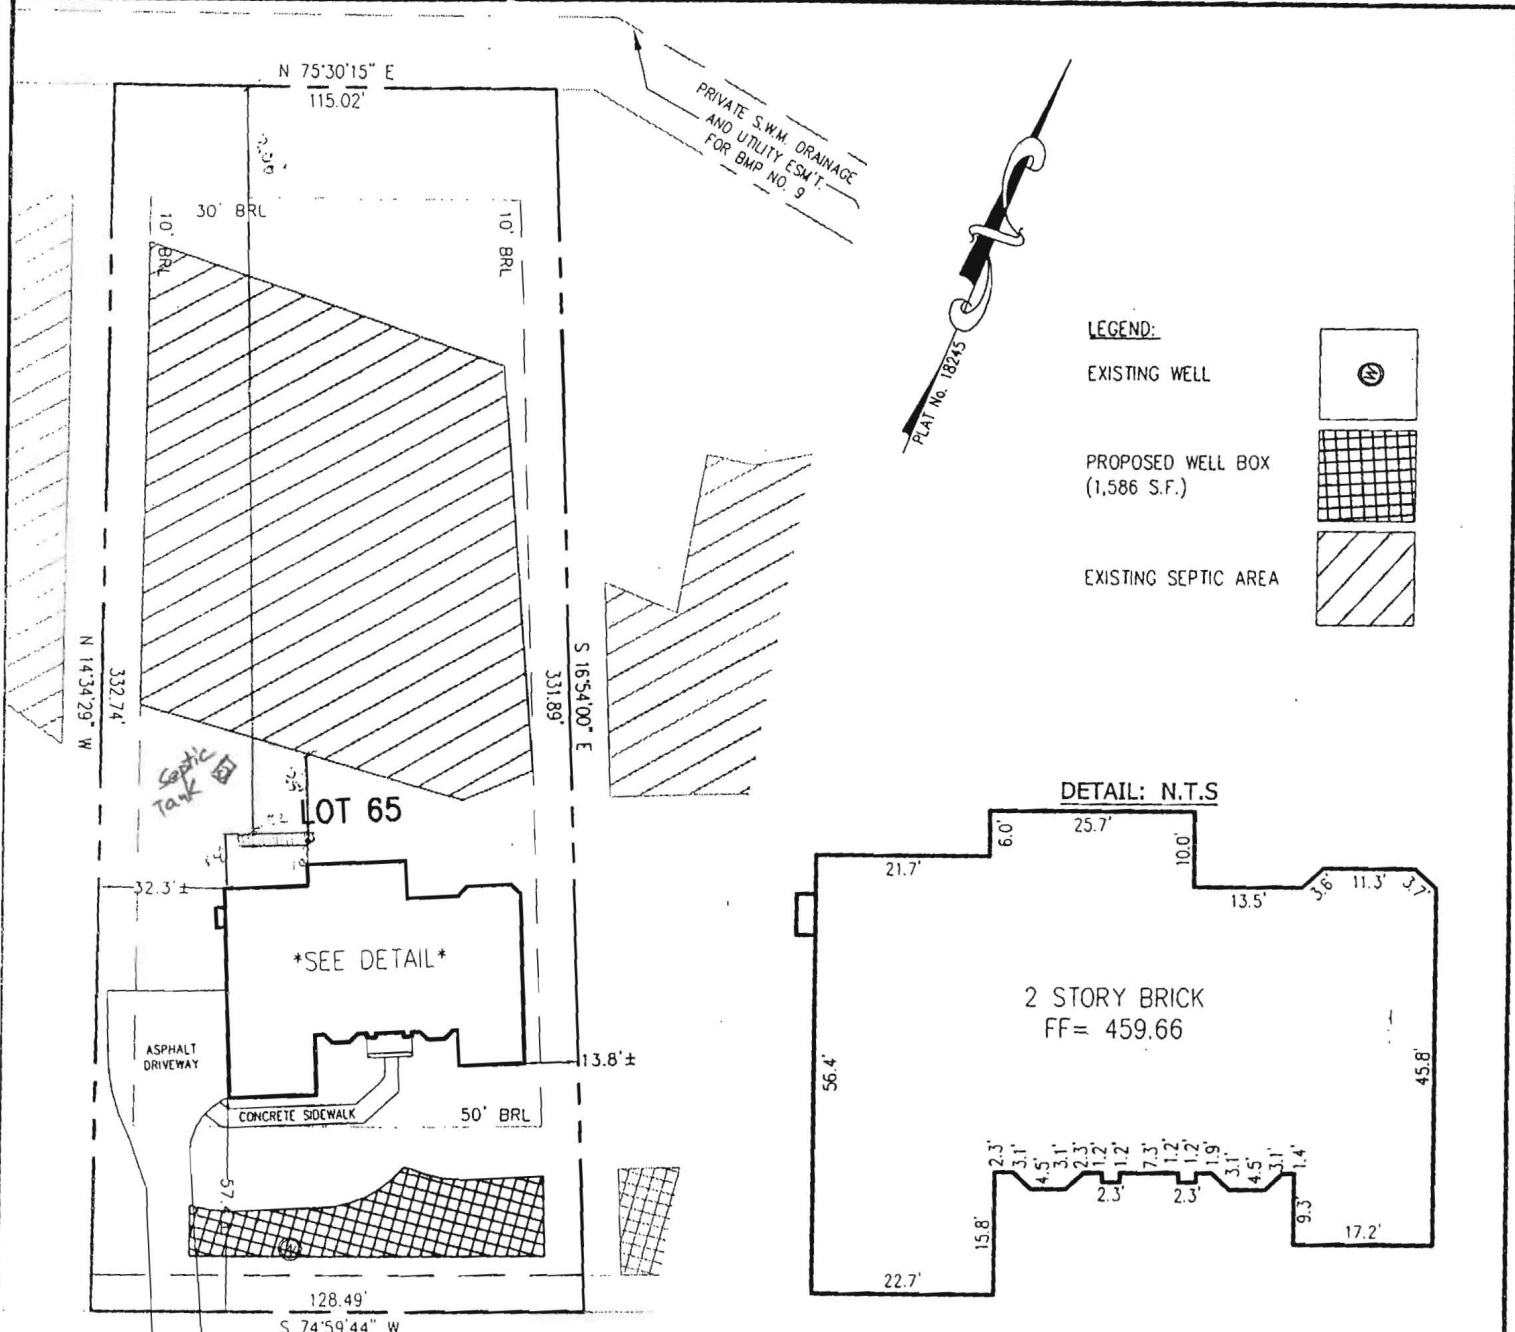 N 75°30'15" E
115.02'
PRIVATE S.W.M. DRAINAGE
AND UTILITY ESM'T.
FOR BMP NO. 9
30' BRL
10' BRL
10' BRL
PLAT No. 18245
LEGEND:
EXISTING WELL
W
PROPOSED WELL BOX
(1,586 S.F.)
EXISTING SEPTIC AREA
N 14°34'29" W
332.74'
S 16°54'00" E
331.89'
Septic
Tank
LOT 65
14'
32.3'±
*SEE DETAIL*
ASPHALT
DRIVEWAY
13.8'±
CONCRETE SIDEWALK
50' BRL
W
128.49'
S 74°59'44" W
DETAIL: N.T.S
25.7'
6.0'
10.0'
21.7'
13.5'
3.6'
11.3'
3.7'
2 STORY BRICK
FF= 459.66
56.4'
45.8'
2.3'
3.1'
4.5'
3.1'
2.3'
1.2'
1.2'
7.3'
1.2'
1.2'
1.9'
3.1'
4.5'
3.1'
1.4'
2.3'
2.3'
15.8'
9.3'
17.2'
22.7'